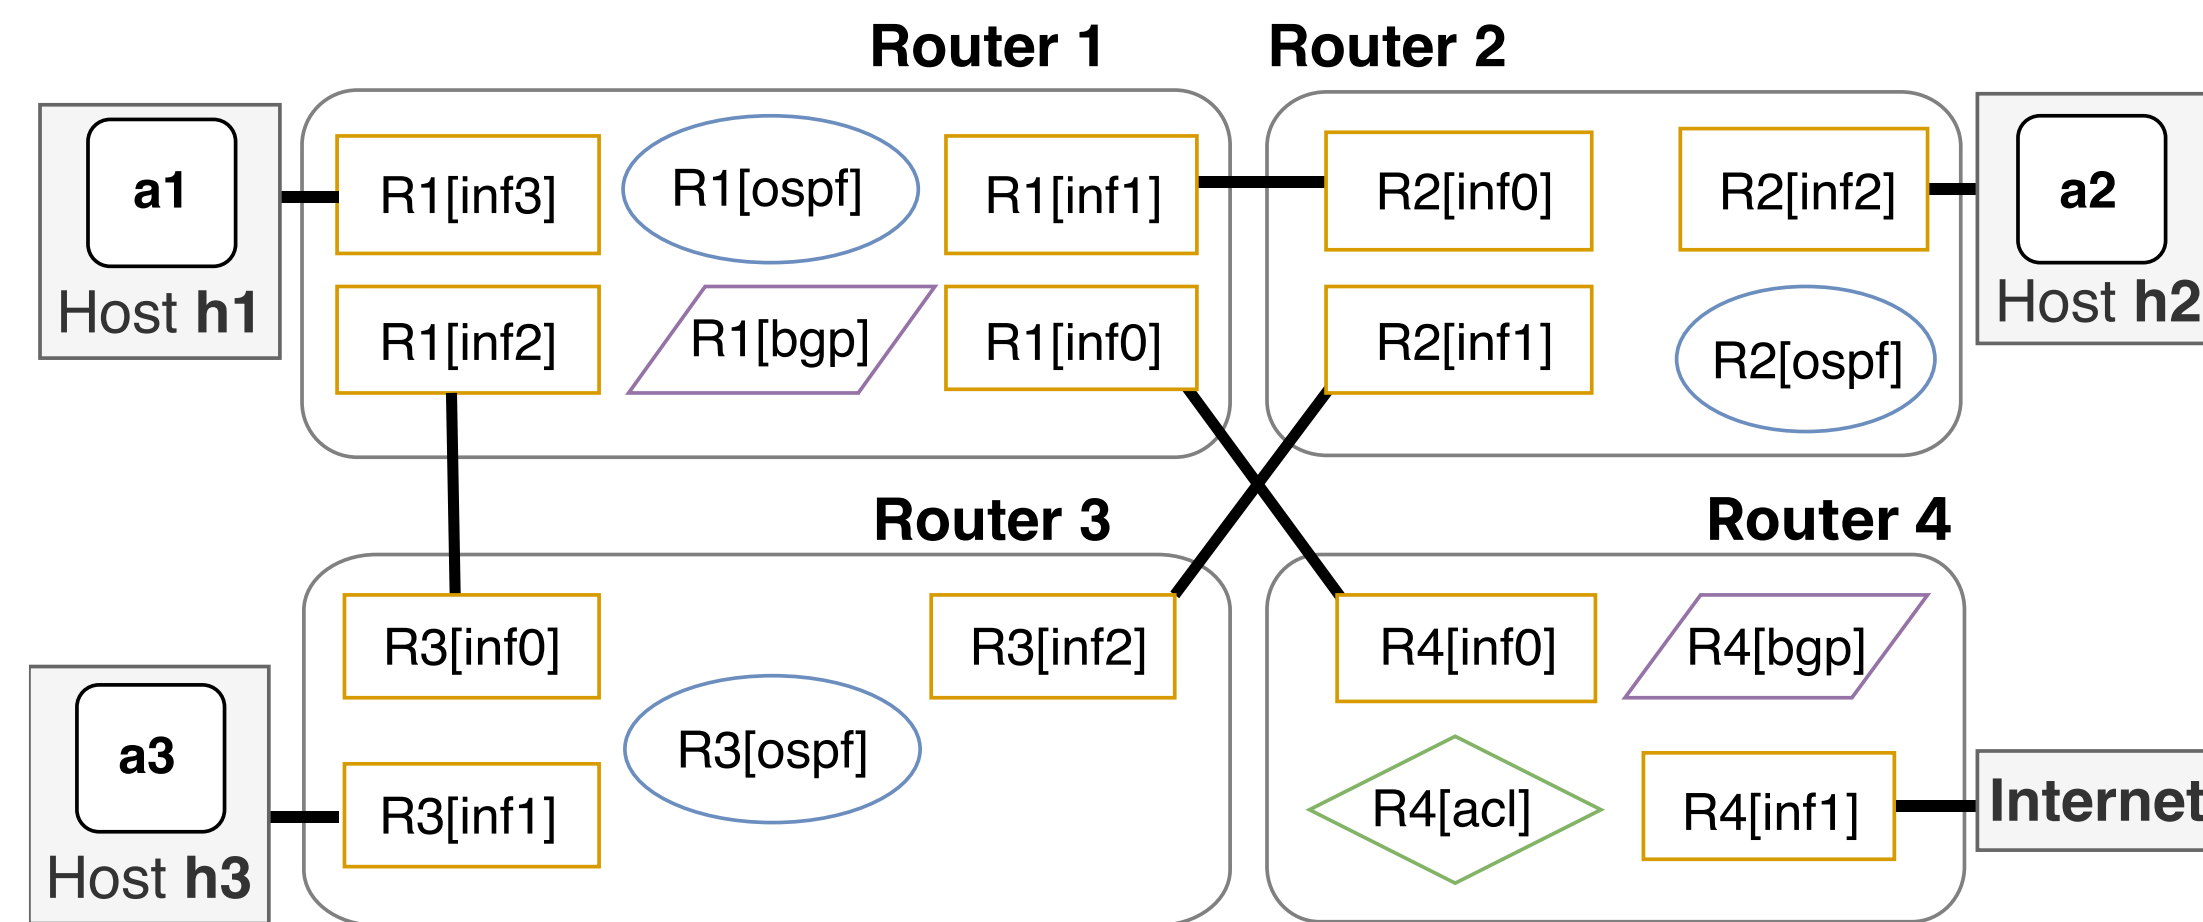 Router 1
Router 2
a1
Host h1
R1[inf3]
R1[ospf]
R1[inf1]
R1[inf2]
R1[bgp]
R1[inf0]
R2[inf0]
R2[inf2]
R2[inf1]
R2[ospf]
a2
Host h2
Router 3
Router 4
a3
Host h3
R3[inf0]
R3[inf2]
R3[ospf]
R3[inf1]
R4[inf0]
R4[bgp]
R4[acl]
R4[inf1]
Internet